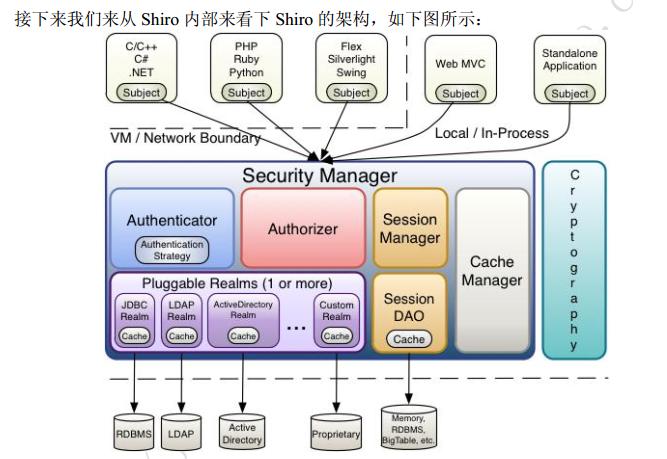 接下来我们来从 Shiro 内部来看下 Shiro 的架构，如下图所示：
C/C++
C#
.NET
Subject
PHP
Ruby
Python
Subject
Flex
Silverlight
Swing
Subject
Web MVC
Subject
Standalone
Application
Subject
VM / Network Boundary
Local / In-Process
Security Manager
Authenticator
Authentication
Strategy
Authorizer
Session
Manager
Cache
Manager
Cryptography
Pluggable Realms (1 or more)
JDBC
Realm
Cache
LDAP
Realm
Cache
ActiveDirectory
Realm
Cache
...
Custom
Realm
Cache
Session
DAO
Cache
RDBMS
LDAP
Active
Directory
Proprietary
Memory,
RDBMS,
BigTable, etc.